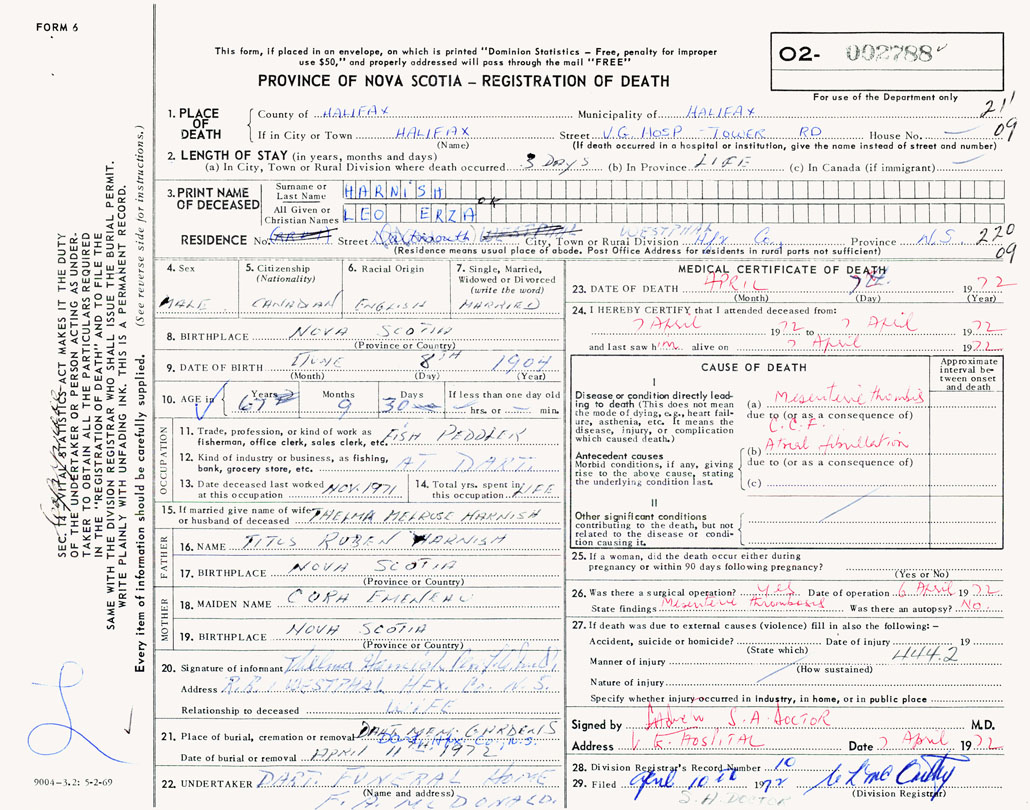 FORM 6
This form, if placed in an envelope, on which is printed "Dominion Statistics – Free, penalty for improper
use $50," and properly addressed will pass through the mail "FREE"
PROVINCE OF NOVA SCOTIA – REGISTRATION OF DEATH
O2- 002788
For use of the Department only
1. PLACE OF DEATH
County of HALIFAX Municipality of HALIFAX 211
If in City or Town HALIFAX Street V.G. HOSP - TOWER RD House No. — 09
(Name) (If death occurred in a hospital or institution, give the name instead of street and number)
2. LENGTH OF STAY (in years, months and days)
(a) In City, Town or Rural Division where death occurred 3 DAYS (b) In Province LIFE (c) In Canada (if immigrant) —
3. PRINT NAME OF DECEASED
Surname or Last Name HARNISH
OK
All Given or Christian Names LEO ERZA
RESIDENCE No. Street City, Town or Rural Division WESTPHAL Hfx Co. Province N.S. 220
(Residence means usual place of abode. Post Office Address for residents in rural parts not sufficient) 09
4. Sex MALE
5. Citizenship (Nationality) CANADIAN
6. Racial Origin ENGLISH
7. Single, Married, Widowed or Divorced (write the word) MARRIED
8. BIRTHPLACE NOVA SCOTIA
(Province or Country)
9. DATE OF BIRTH JUNE 8TH 1904
(Month) (Day) (Year)
10. AGE in Years 67 Months 9 Days 30 If less than one day old — hrs. or — min.
OCCUPATION
11. Trade, profession, or kind of work as fisherman, office clerk, sales clerk, etc. FISH PEDDLER
12. Kind of industry or business, as fishing, bank, grocery store, etc. AT DART.
13. Date deceased last worked at this occupation NOV. 1971
14. Total yrs. spent in this occupation LIFE
15. If married give name of wife or husband of deceased THELMA MELROSE HARNISH
FATHER
16. NAME TITUS RUBEN HARNISH
17. BIRTHPLACE NOVA SCOTIA
(Province or Country)
MOTHER
18. MAIDEN NAME CORA EMENEAU
19. BIRTHPLACE NOVA SCOTIA
(Province or Country)
20. Signature of informant Thelma Harnish
Address R.R. 1 WESTPHAL HFX. Co. N.S.
Relationship to deceased WIFE
21. Place of burial, cremation or removal DART MEM. GARDENS
Date of burial or removal APRIL 11 1972
22. UNDERTAKER DART FUNERAL HOME
(Name and address) MCDONALD.
MEDICAL CERTIFICATE OF DEATH
23. DATE OF DEATH APRIL 7th 1972
(Month) (Day) (Year)
24. I HEREBY CERTIFY that I attended deceased from:
7 April 1972 to 7 April 1972
and last saw him alive on 7 April 1972
CAUSE OF DEATH
Approximate interval between onset and death
I
Disease or condition directly leading to death (This does not mean the mode of dying, e.g., heart failure, asthenia, etc. It means the disease, injury, or complication which caused death.)
(a) Mesenteric thrombosis
due to (or as a consequence of)
C.C.F.
Antecedent causes
Morbid conditions, if any, giving rise to the above cause, stating the underlying condition last.
(b) Atrial fibrillation
due to (or as a consequence of)
(c)
II
Other significant conditions
contributing to the death, but not related to the disease or condition causing it.
25. If a woman, did the death occur either during
pregnancy or within 90 days following pregnancy?
(Yes or No)
26. Was there a surgical operation? Yes Date of operation 6 April 1972
State findings Mesenteric thrombosis Was there an autopsy? No.
27. If death was due to external causes (violence) fill in also the following: –
Accident, suicide or homicide? Date of injury 19
(State which) 444.2
Manner of injury
(How sustained)
Nature of injury
Specify whether injury occurred in industry, in home, or in public place
Signed by S. A. DOCTOR M.D.
Address V.G. HOSPITAL Date 7 April 1972
28. Division Registrar's Record Number 10
29. Filed April 10th 1972
(Division Registrar)
S. A. DOCTOR
9004-3.2: 5-2-69
SEC. 17 VITAL STATISTICS ACT MAKES IT THE DUTY
OF THE UNDERTAKER OR PERSON ACTING AS UNDER-
TAKER TO OBTAIN ALL THE PARTICULARS REQUIRED
IN THE "REGISTRATION OF DEATH" AND TO FILE THE
SAME WITH THE DIVISION REGISTRAR WHO SHALL ISSUE THE BURIAL PERMIT.
WRITE PLAINLY WITH UNFADING INK. THIS IS A PERMANENT RECORD.
Every item of information should be carefully supplied. (See reverse side for instructions.)